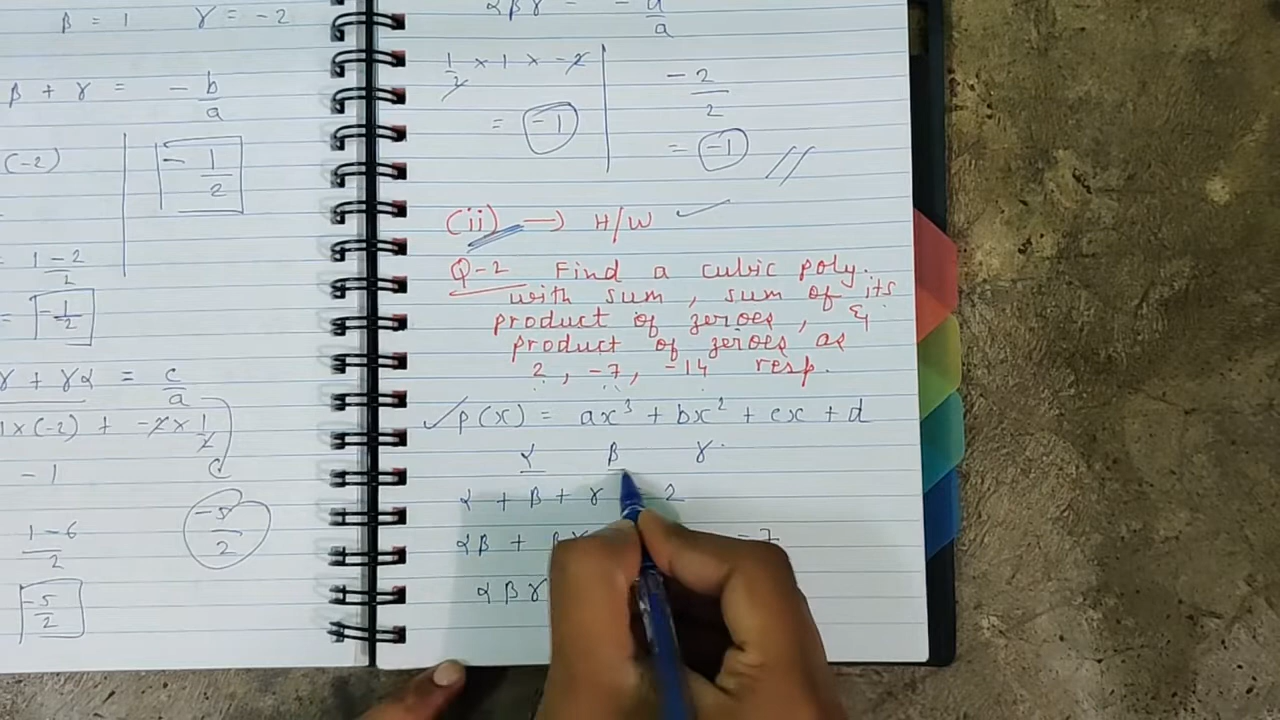 β = 1 γ = -2
β + γ = - b/a
(-2)
- 1/2
= 1-2/2
= -1/2
γ + γα = c/a
1×(-2) + -2×1/2
- 1
1-6/2
-5/2
-5/2
αβγ = - d/a
1/2 × 1 × -2
= -1
- 2/2
= -1
(ii) → H/W ✓
Q-2 Find a cubic poly.
with sum, sum of its
product of zeroes, &
product of zeroes as
2, -7, -14 resp.
✓ p(x) = ax³ + bx² + cx + d
α β γ
α + β + γ = 2
αβ + βγ -7
αβγ